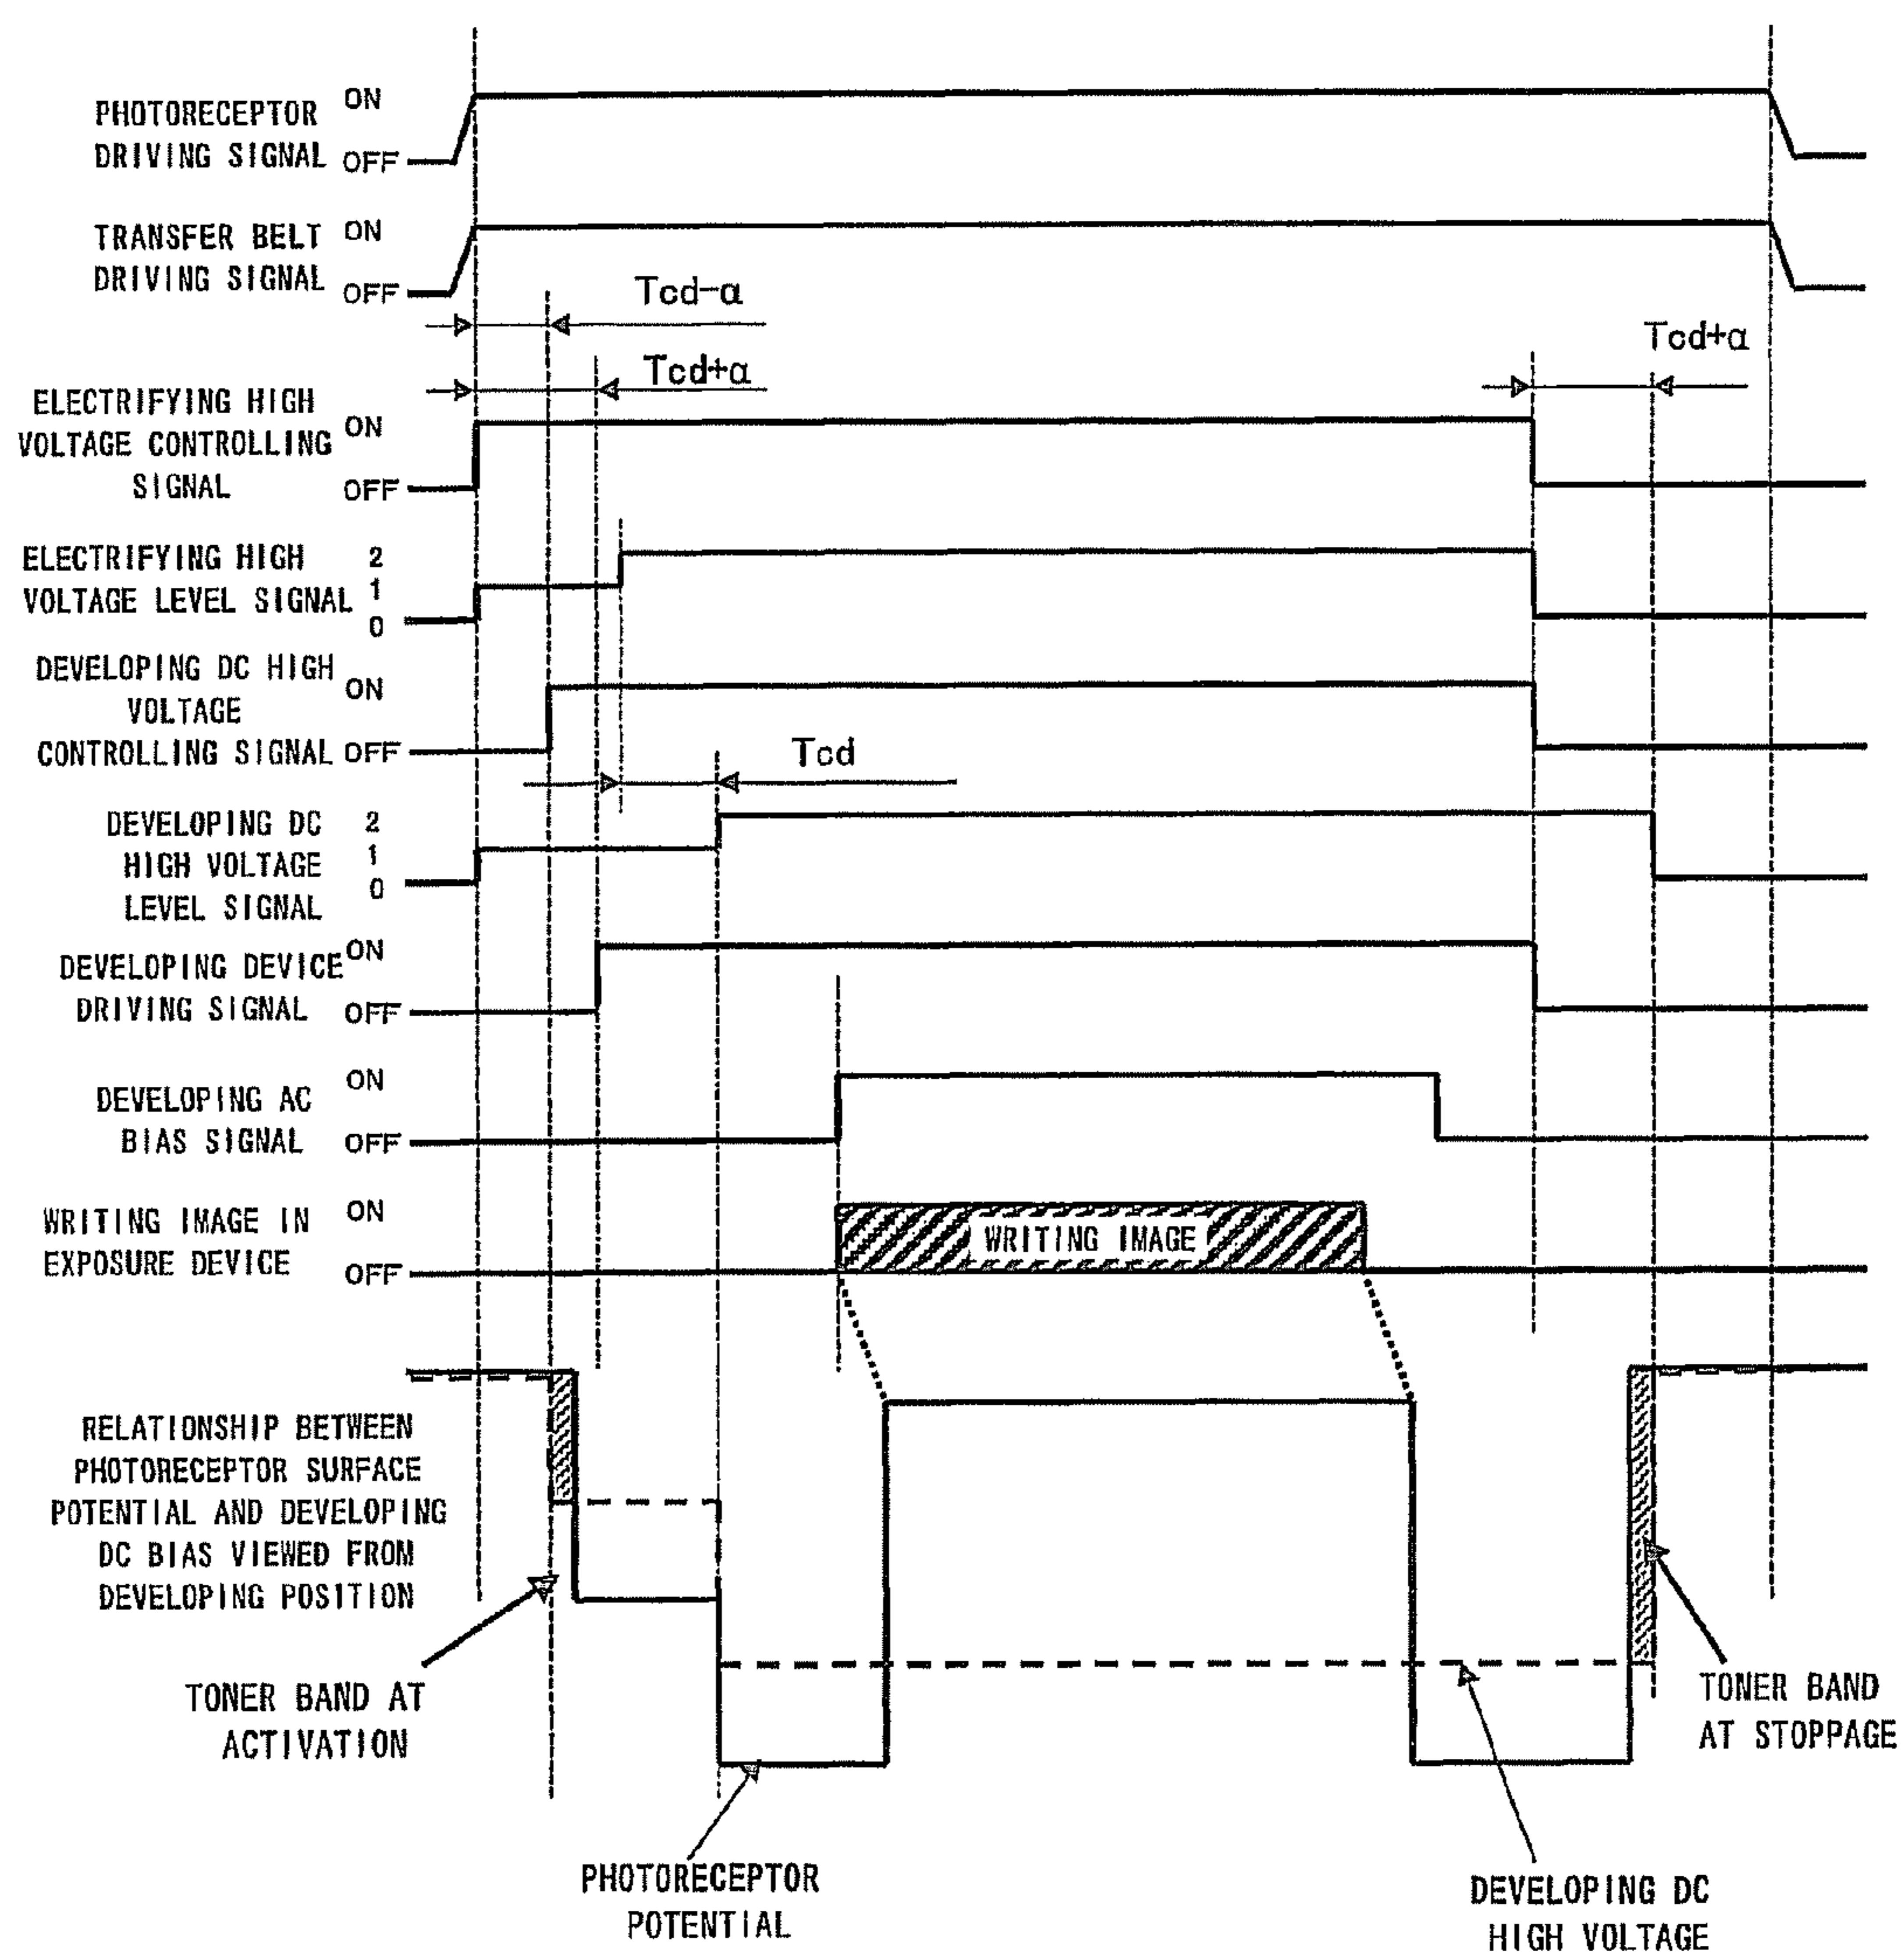 PHOTORECEPTOR
DRIVING SIGNAL
ON
OFF
TRANSFER BELT
DRIVING SIGNAL
ON
OFF
Tcd-α
Tcd+α
Tcd+α
ELECTRIFYING HIGH
VOLTAGE CONTROLLING
SIGNAL
ON
OFF
ELECTRIFYING HIGH
VOLTAGE LEVEL SIGNAL
2
1
0
DEVELOPING DC HIGH
VOLTAGE
CONTROLLING SIGNAL
ON
OFF
Tcd
DEVELOPING DC
HIGH VOLTAGE
LEVEL SIGNAL
2
1
0
DEVELOPING DEVICE
DRIVING SIGNAL
ON
OFF
DEVELOPING AC
BIAS SIGNAL
ON
OFF
WRITING IMAGE IN
EXPOSURE DEVICE
ON
OFF
WRITING IMAGE
RELATIONSHIP BETWEEN
PHOTORECEPTOR SURFACE
POTENTIAL AND DEVELOPING
DC BIAS VIEWED FROM
DEVELOPING POSITION
TONER BAND AT
ACTIVATION
TONER BAND
AT STOPPAGE
PHOTORECEPTOR
POTENTIAL
DEVELOPING DC
HIGH VOLTAGE